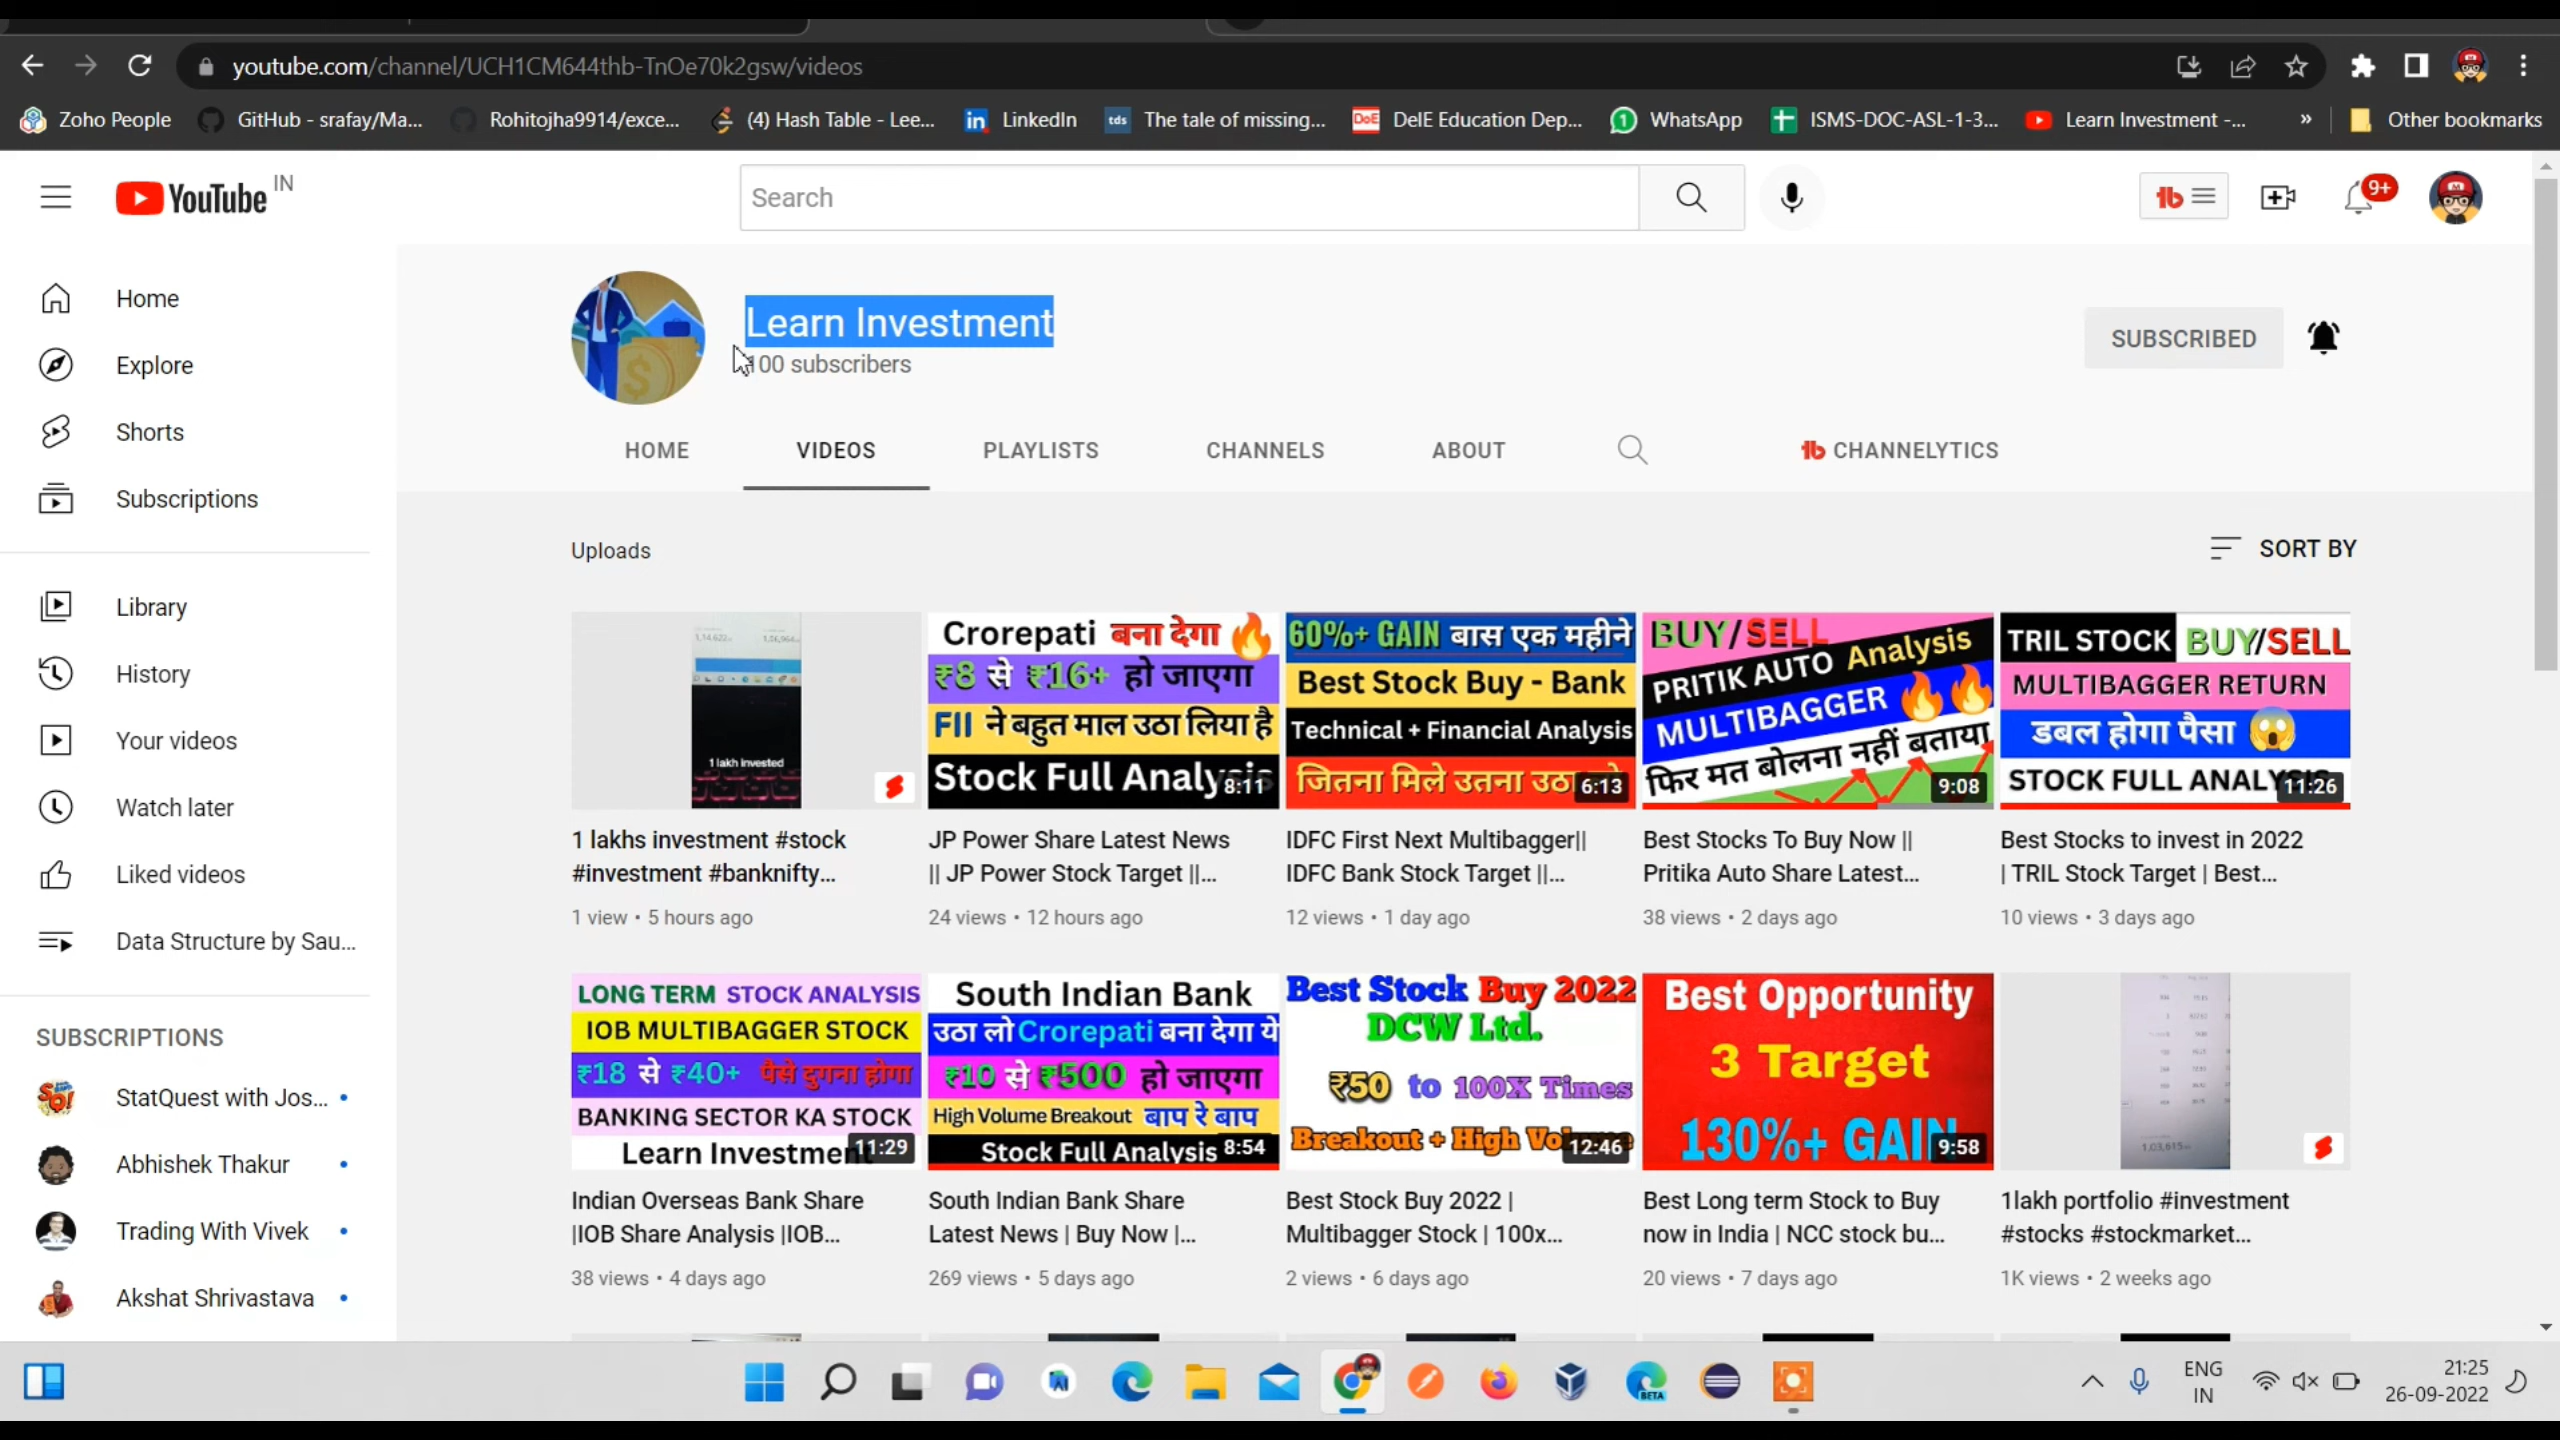 youtube.com/channel/UCH1CM644thb-TnOe70k2gsw/videos
Zoho People
GitHub - srafay/Ma...
Rohitojha9914/exce...
(4) Hash Table - Lee...
in LinkedIn
tds The tale of missing...
DoE DelE Education Dep...
1 WhatsApp
ISMS-DOC-ASL-1-3...
Learn Investment -...
»
Other bookmarks
YouTube IN
Search
9+
Home
Explore
Shorts
Subscriptions
Library
History
Your videos
Watch later
Liked videos
Data Structure by Sau...
SUBSCRIPTIONS
StatQuest with Jos...
Abhishek Thakur
Trading With Vivek
Akshat Shrivastava
Learn Investment
100 subscribers
SUBSCRIBED
HOME VIDEOS PLAYLISTS CHANNELS ABOUT CHANNELYTICS
Uploads
SORT BY
1 lakh invested
1 lakhs investment #stock
#investment #banknifty...
1 view • 5 hours ago
Crorepati बना देगा
₹8 से ₹16+ हो जाएगा
FII ने बहुत माल उठा लिया है
Stock Full Analysis
8:11
JP Power Share Latest News
|| JP Power Stock Target ||...
24 views • 12 hours ago
60%+ GAIN बास एक महीने
Best Stock Buy - Bank
Technical + Financial Analysis
जितना मिले उतना उठा
6:13
IDFC First Next Multibagger||
IDFC Bank Stock Target ||...
12 views • 1 day ago
BUY/SELL
PRITIK AUTO Analysis
MULTIBAGGER
फिर मत बोलना नहीं बताया
9:08
Best Stocks To Buy Now ||
Pritika Auto Share Latest...
38 views • 2 days ago
TRIL STOCK BUY/SELL
MULTIBAGGER RETURN
डबल होगा पैसा
STOCK FULL ANALYSIS
11:26
Best Stocks to invest in 2022
| TRIL Stock Target | Best...
10 views • 3 days ago
LONG TERM STOCK ANALYSIS
IOB MULTIBAGGER STOCK
₹18 से ₹40+ पैसे दुगना होगा
BANKING SECTOR KA STOCK
Learn Investment
11:29
Indian Overseas Bank Share
|IOB Share Analysis |IOB...
38 views • 4 days ago
South Indian Bank
उठा लो Crorepati बना देगा ये
₹10 से ₹500 हो जाएगा
High Volume Breakout बाप रे बाप
Stock Full Analysis
8:54
South Indian Bank Share
Latest News | Buy Now |...
269 views • 5 days ago
Best Stock Buy 2022
DCW Ltd.
₹50 to 100X Times
Breakout + High Volume
12:46
Best Stock Buy 2022 |
Multibagger Stock | 100x...
2 views • 6 days ago
Best Opportunity
3 Target
130%+ GAIN
9:58
Best Long term Stock to Buy
now in India | NCC stock bu...
20 views • 7 days ago
1,03,615
1lakh portfolio #investment
#stocks #stockmarket...
1K views • 2 weeks ago
BETA
ENG
IN
21:25
26-09-2022